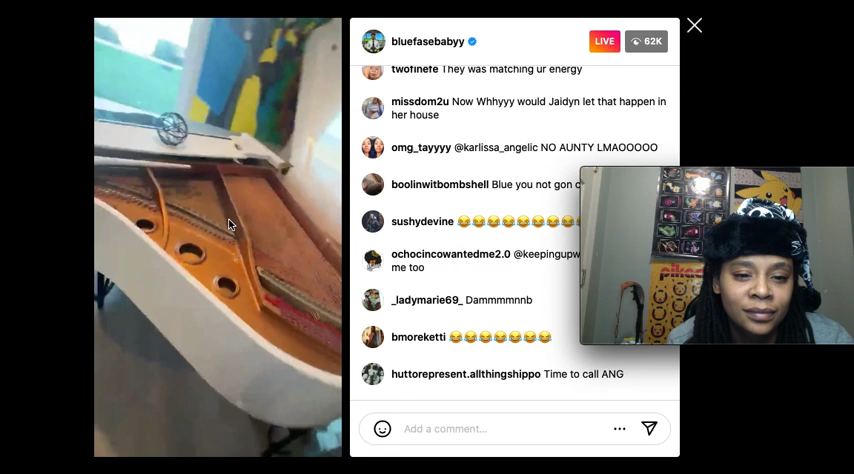 bluefasebabyy
LIVE
62K
twofinefe They was matching ur energy
missdom2u Now Whhyyy would Jaidyn let that happen in
her house
omg_tayyyy @karlissa_angelic NO AUNTY LMAOOOOO
boolinwitbombshell Blue you not gon
sushydevine 😂😂😂😂😂😂😂😂
ochocincowantedme2.0 @keepingupw
me too
_ladymarie69_ Dammmmnnb
bmoreketti 😂😂😂😂😂😂😂
huttorepresent.allthingshippo Time to call ANG
Add a comment...